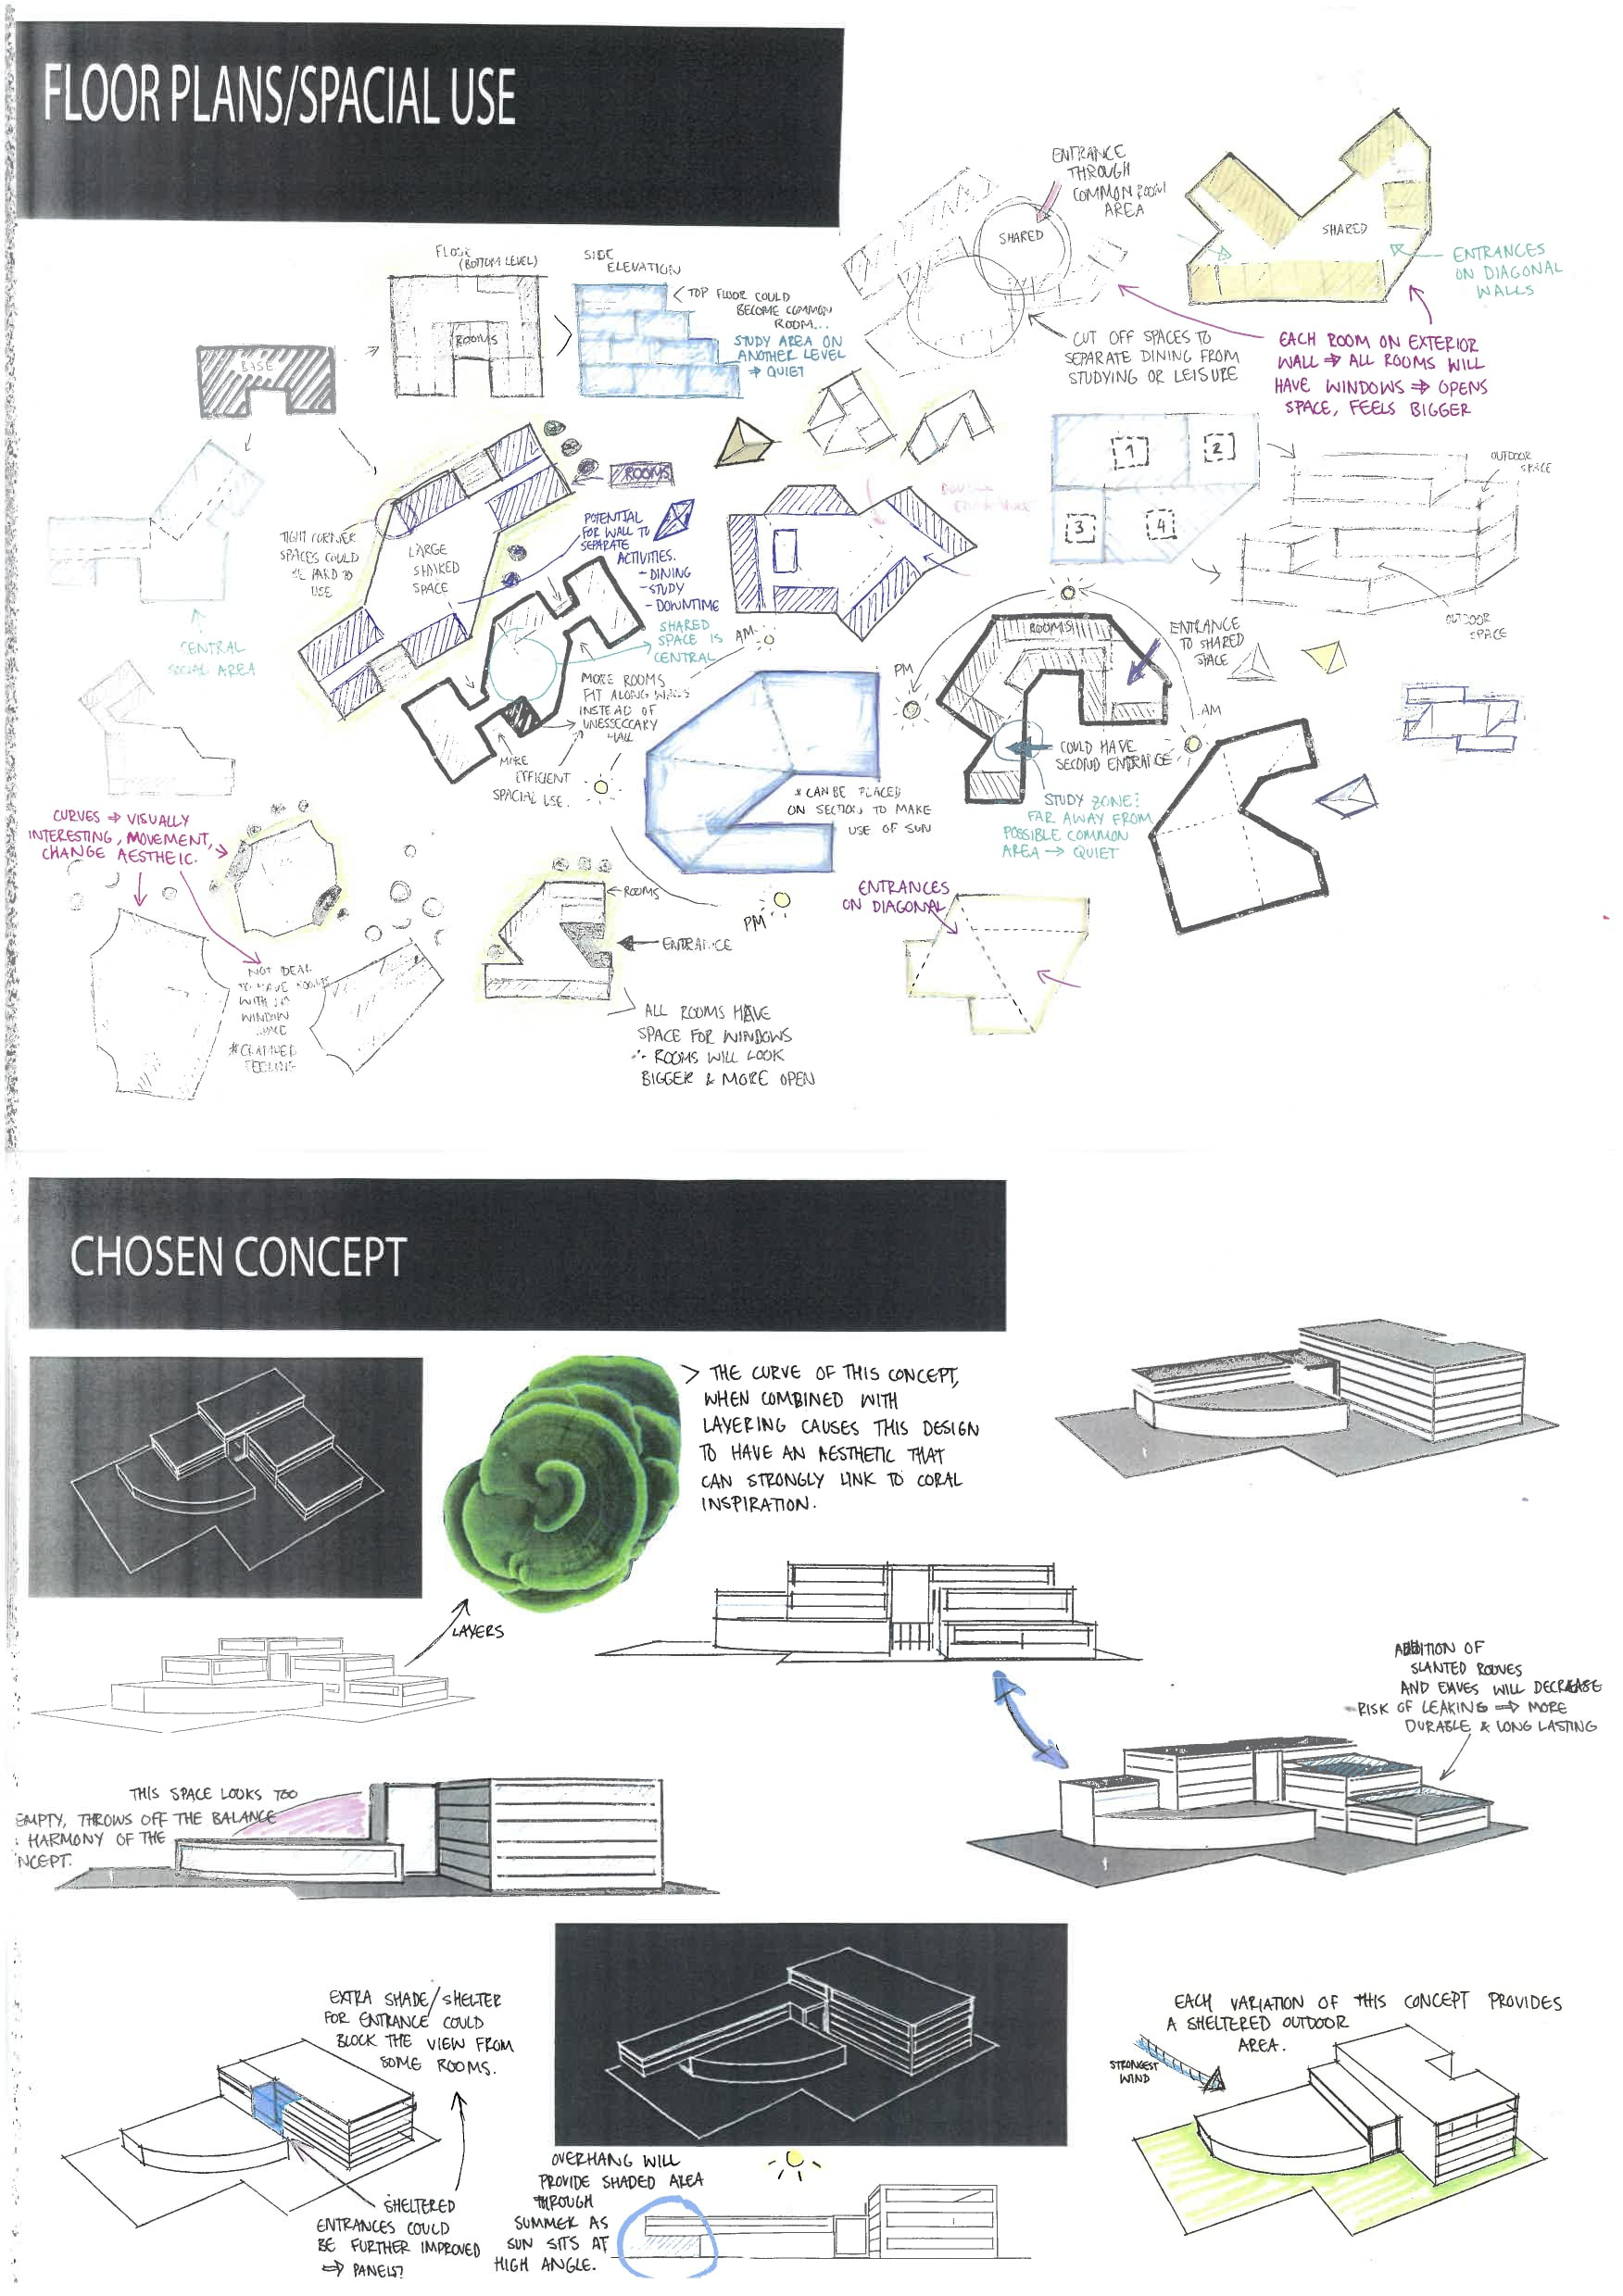 FLOOR PLANS/SPACIAL USE
ENTRANCE
THROUGH
COMMON ROOM
AREA
SHARED
SHARED
ENTRANCES
ON DIAGONAL
WALLS
(BOTTOM LEVEL)
ROOMS
SIDE
ELEVATION
TOP FLOOR COULD
BECOME COMMON
ROOM...
STUDY AREA ON
ANOTHER LEVEL
⇒ QUIET
CUT OFF SPACES TO
SEPARATE DINING FROM
STUDYING OR LEISURE
EACH ROOM ON EXTERIOR
WALL ⇒ ALL ROOMS WILL
HAVE WINDOWS ⇒ OPENS
SPACE, FEELS BIGGER
BASE
1
2
3
4
OUTDOOR
SPACE
OUTDOOR
SPACE
ROOMS
TIGHT CORNER
SPACES COULD
BE HARD TO
USE
LARGE
SHARED
SPACE
POTENTIAL
FOR WALL TO
SEPARATE
ACTIVITIES.
- DINING
- STUDY
- DOWNTIME
SHARED
SPACE IS
CENTRAL
CENTRAL
SOCIAL AREA
MORE ROOMS
FIT ALONG WALLS
INSTEAD OF
UNESSECCARY
HALL
MORE
EFFICIENT
SPACIAL USE.
AM.
PM
* CAN BE PLACED
ON SECTION TO MAKE
USE OF SUN
PM
AM
ROOMS
ENTRANCE
TO SHARED
SPACE
COULD HAVE
SECOND ENTRANCE
STUDY ZONE?
FAR AWAY FROM
POSSIBLE COMMON
AREA → QUIET
CURVES ⇒ VISUALLY
INTERESTING, MOVEMENT,
CHANGE AESTHEIC.
ROOMS
ENTRANCE
ENTRANCES
ON DIAGONAL
ALL ROOMS HAVE
SPACE FOR WINDOWS
∴ ROOMS WILL LOOK
BIGGER & MORE OPEN
NOT
TO HAVE ROOMS
WITH
WINDOW
FEELING
CHOSEN CONCEPT
THE CURVE OF THIS CONCEPT,
WHEN COMBINED WITH
LAYERING CAUSES THIS DESIGN
TO HAVE AN AESTHETIC THAT
CAN STRONGLY LINK TO CORAL
INSPIRATION.
LAYERS
ADDITION OF
SLANTED ROOVES
AND EAVES WILL DECREASE
RISK OF LEAKING ⇒ MORE
DURABLE & LONG LASTING
THIS SPACE LOOKS TOO
EMPTY, THROWS OFF THE BALANCE
HARMONY OF THE
NCEPT.
EXTRA SHADE/SHELTER
FOR ENTRANCE COULD
BLOCK THE VIEW FROM
SOME ROOMS.
SHELTERED
ENTRANCES COULD
BE FURTHER IMPROVED
⇒ PANELS?
OVERHANG WILL
PROVIDE SHADED AREA
THROUGH
SUMMER AS
SUN SITS AT
HIGH ANGLE.
EACH VARIATION OF THIS CONCEPT PROVIDES
A SHELTERED OUTDOOR
AREA.
STRONGEST
WIND